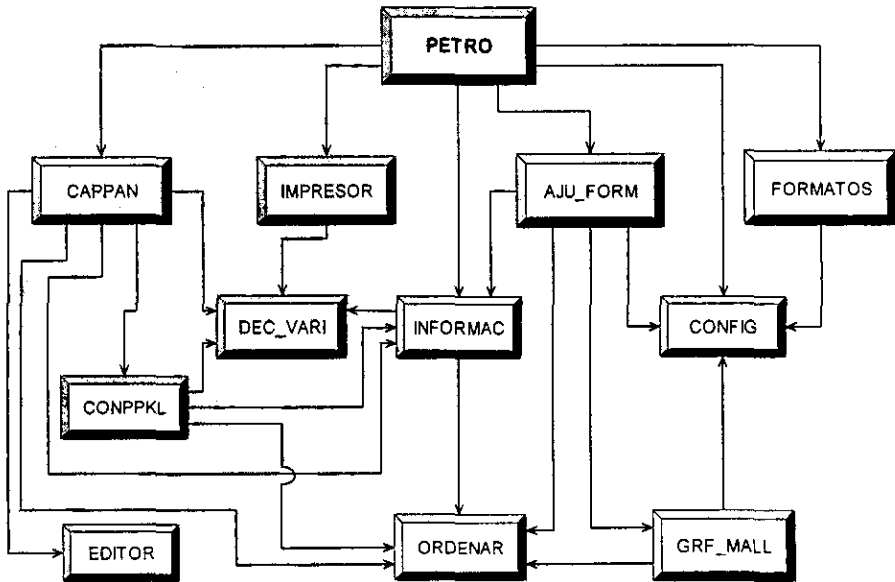 PETRO
CAPPAN
IMPRESOR
AJU_FORM
FORMATOS
DEC_VARI
INFORMAC
CONFIG
CONPPKL
EDITOR
ORDENAR
GRF_MALL